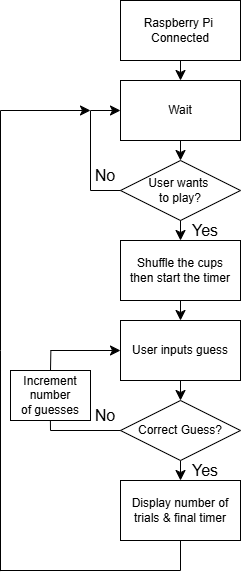 Raspberry Pi
Connected
Wait
No
User wants
to play?
Yes
Shuffle the cups
then start the timer
User inputs guess
Increment
number
of guesses
No
Correct Guess?
Yes
Display number of
trials & final timer